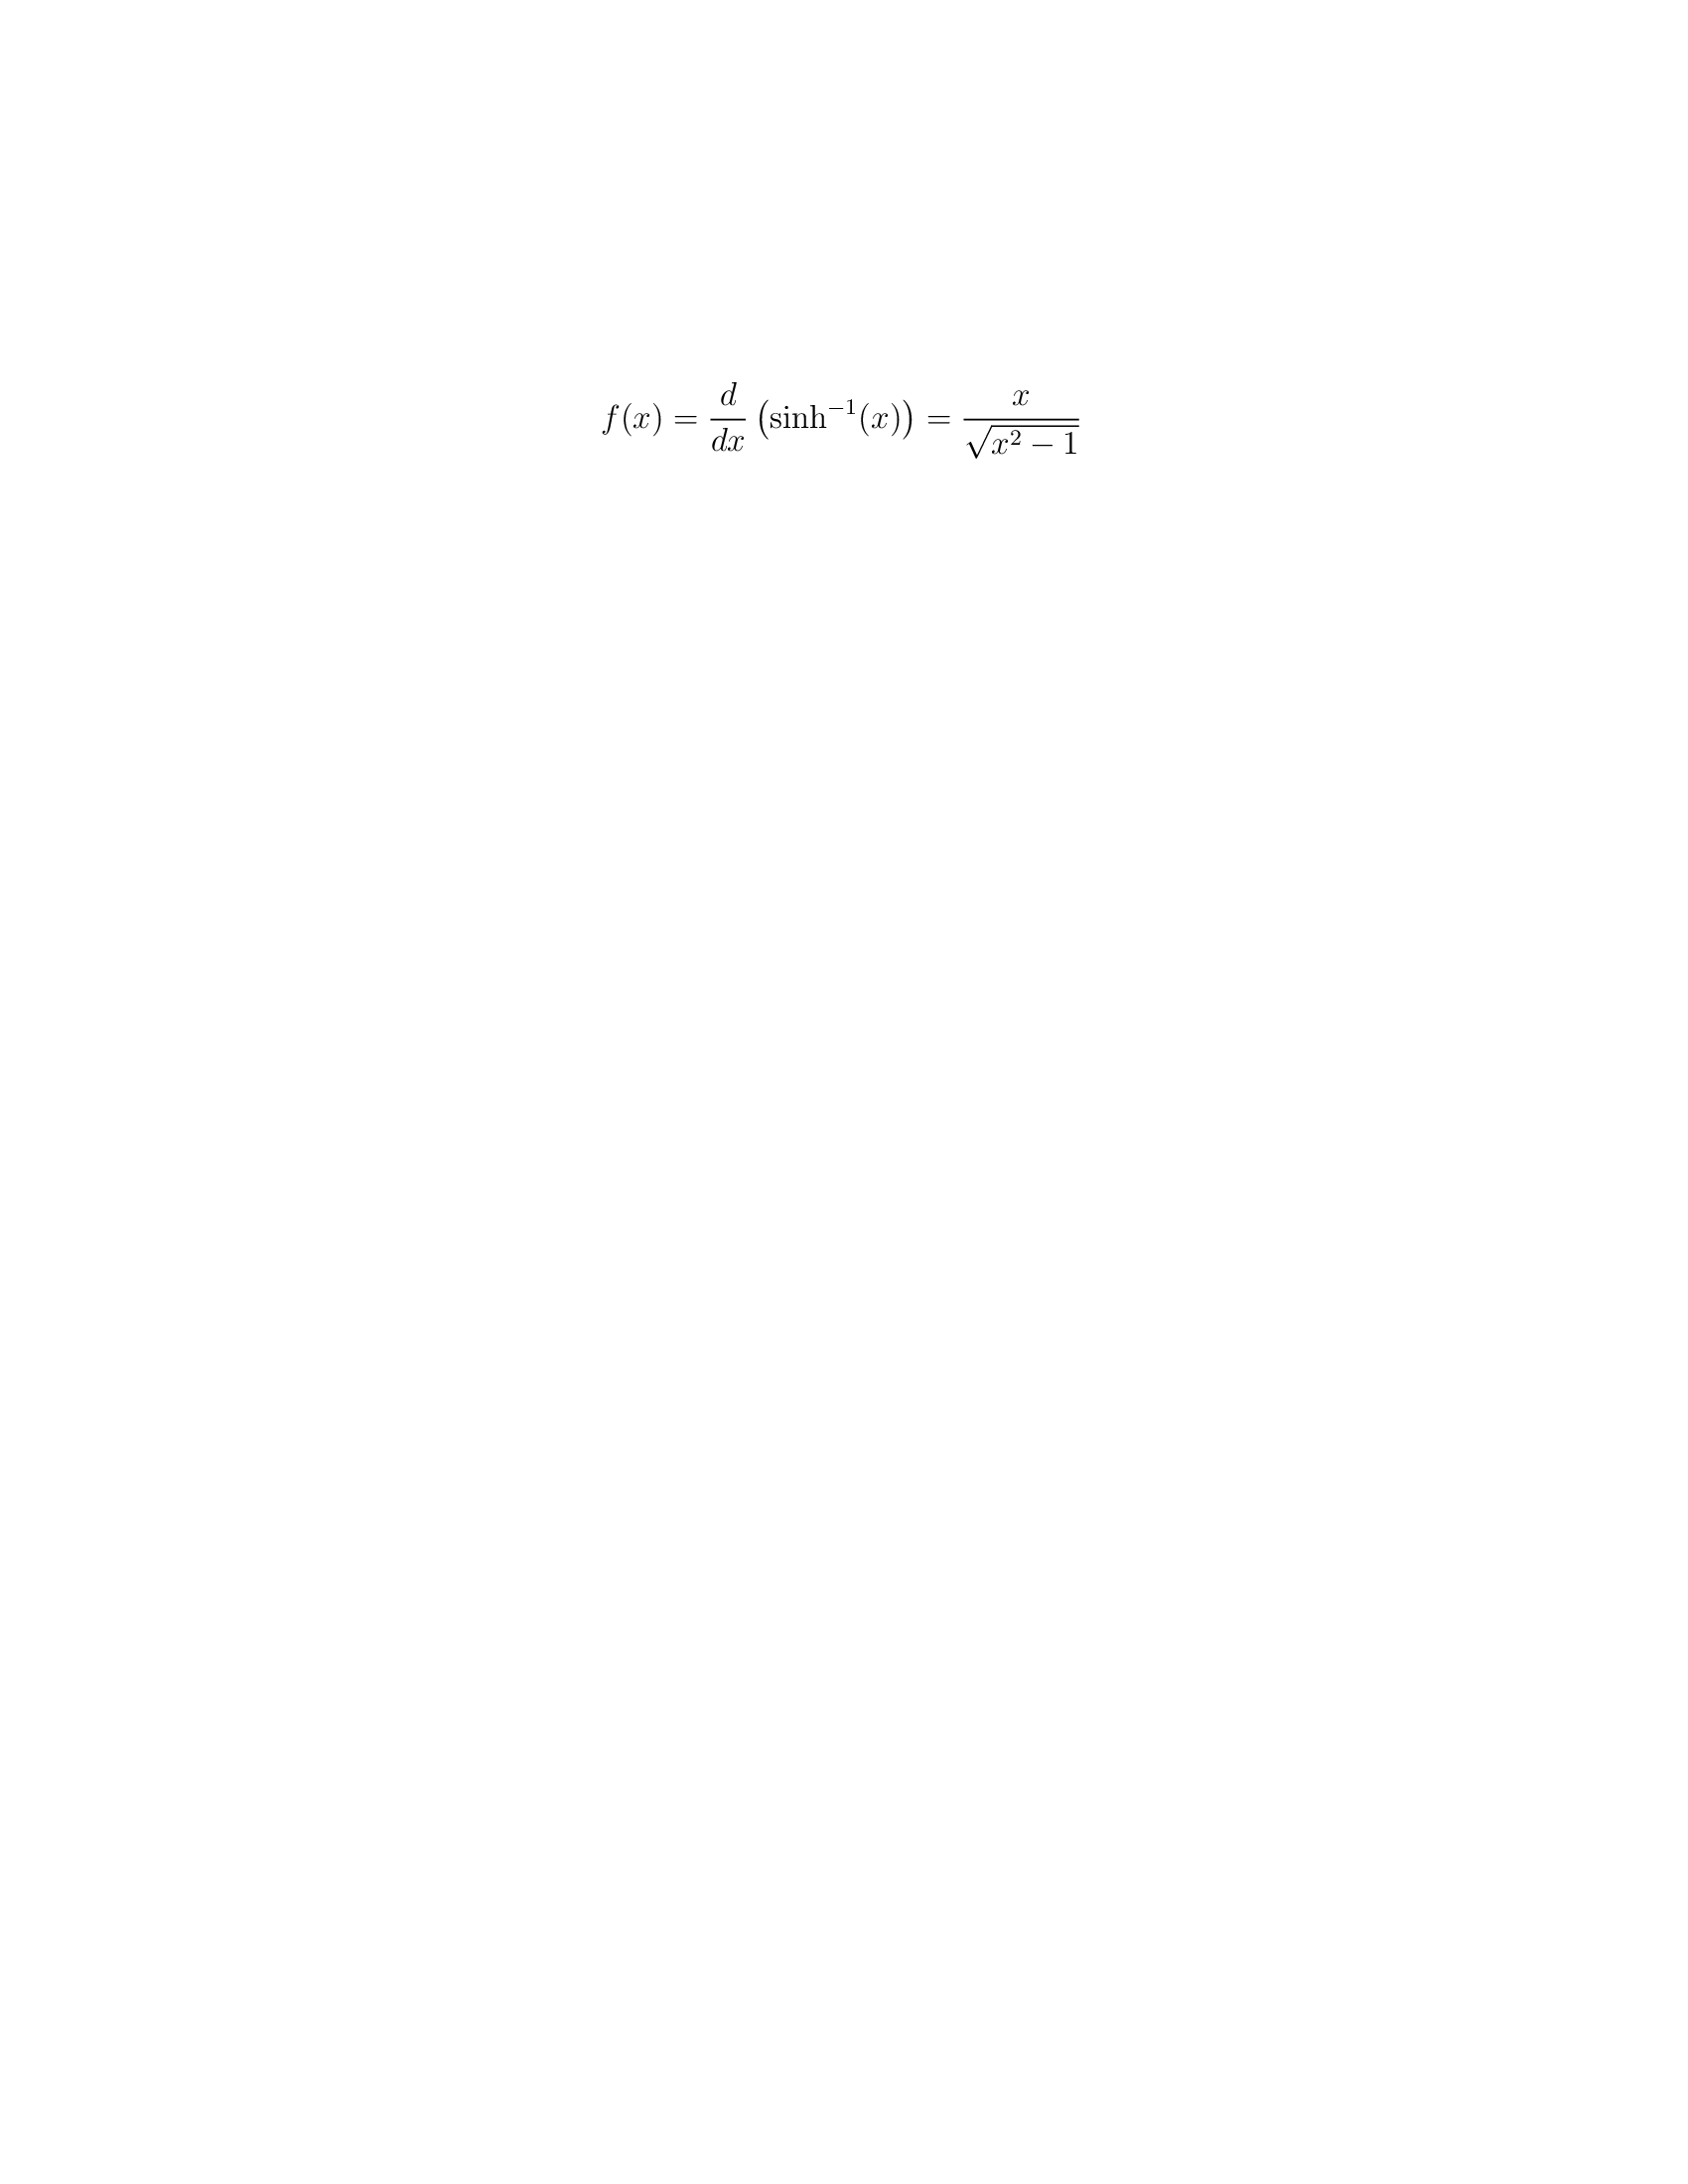 f(x) = \frac{d}{dx} \left( \sinh^{-1}(x) \right) = \frac{x}{\sqrt{x^2 - 1}}